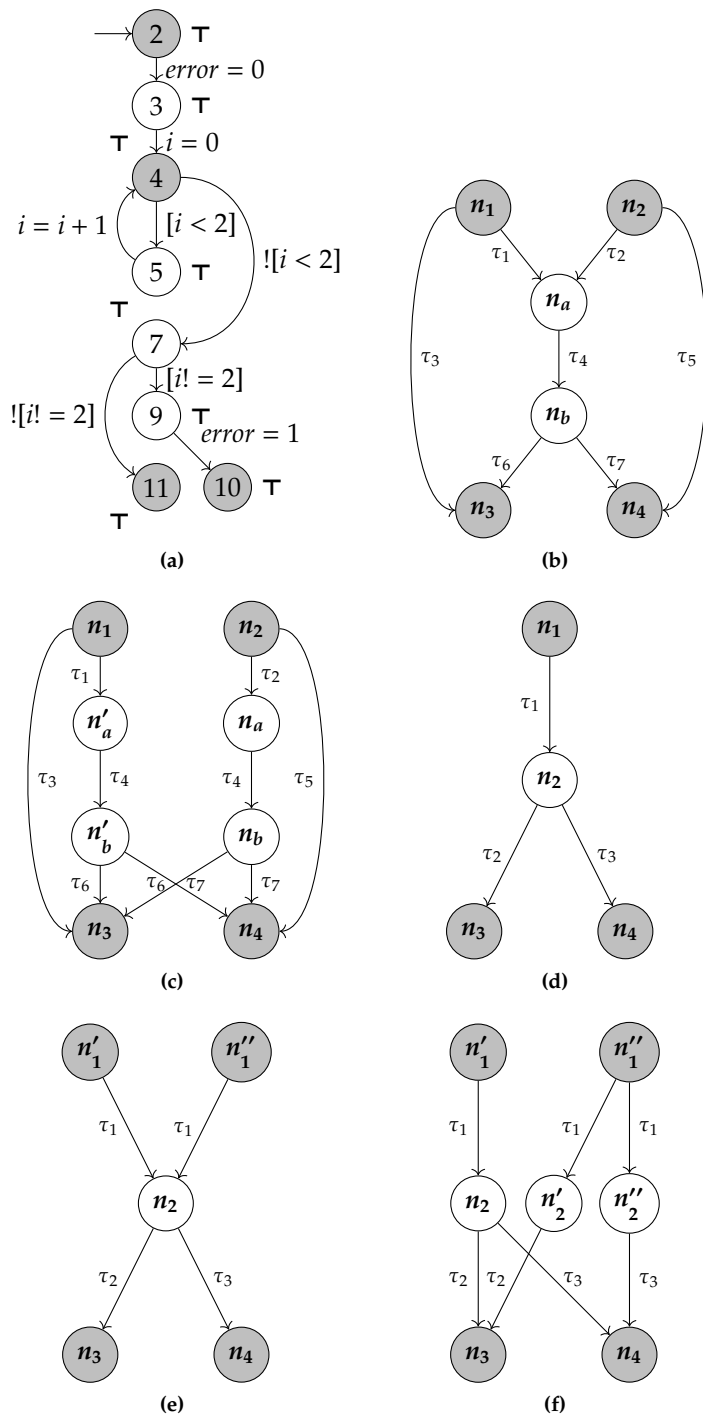 2 ⊤
error = 0
3 ⊤
⊤ i = 0
4
i = i + 1 [i < 2]
![i < 2]
5 ⊤
⊤
7
[i! = 2]
![i! = 2] 9 ⊤
error = 1
11 10 ⊤
⊤
(a)
n1 n2
τ1 τ2
na
τ3 τ4 τ5
nb
τ6 τ7
n3 n4
(b)
n1 n2
τ1 τ2
n′a na
τ3 τ4 τ4 τ5
n′b nb
τ6 τ6 τ7 τ7
n3 n4
(c)
n1
τ1
n2
τ2 τ3
n3 n4
(d)
n′1 n′′1
τ1 τ1
n2
τ2 τ3
n3 n4
(e)
n′1 n′′1
τ1 τ1 τ1
n2 n′2 n′′2
τ2 τ2 τ3 τ3
n3 n4
(f)